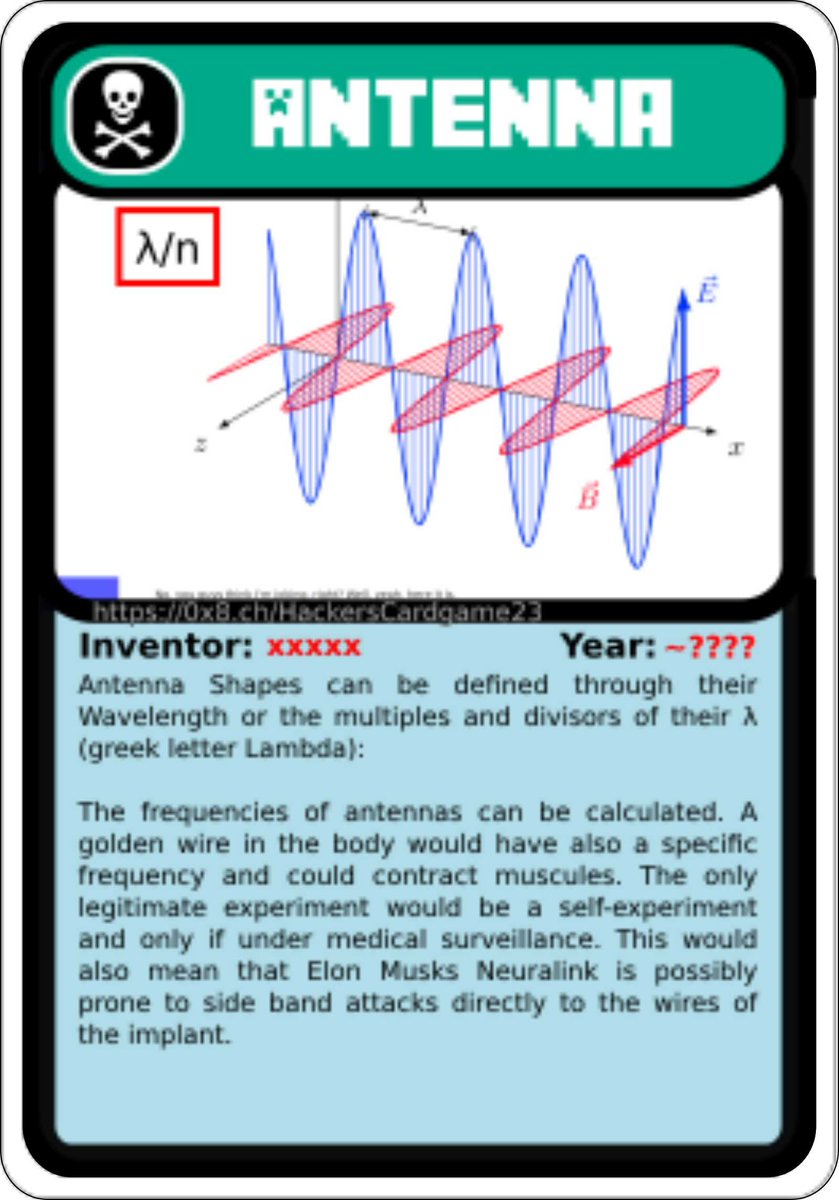 ANTENNA
λ/n
λ
E⃗
z
x
B⃗
No, you guys think I'm joking, right? Well, yeah, here it is.
https://0x8.ch/HackersCardgame23
Inventor: xxxxx Year: ~????
Antenna Shapes can be defined through their
Wavelength or the multiples and divisors of their λ
(greek letter Lambda):
The frequencies of antennas can be calculated. A
golden wire in the body would have also a specific
frequency and could contract muscules. The only
legitimate experiment would be a self-experiment
and only if under medical surveillance. This would
also mean that Elon Musks Neuralink is possibly
prone to side band attacks directly to the wires of
the implant.